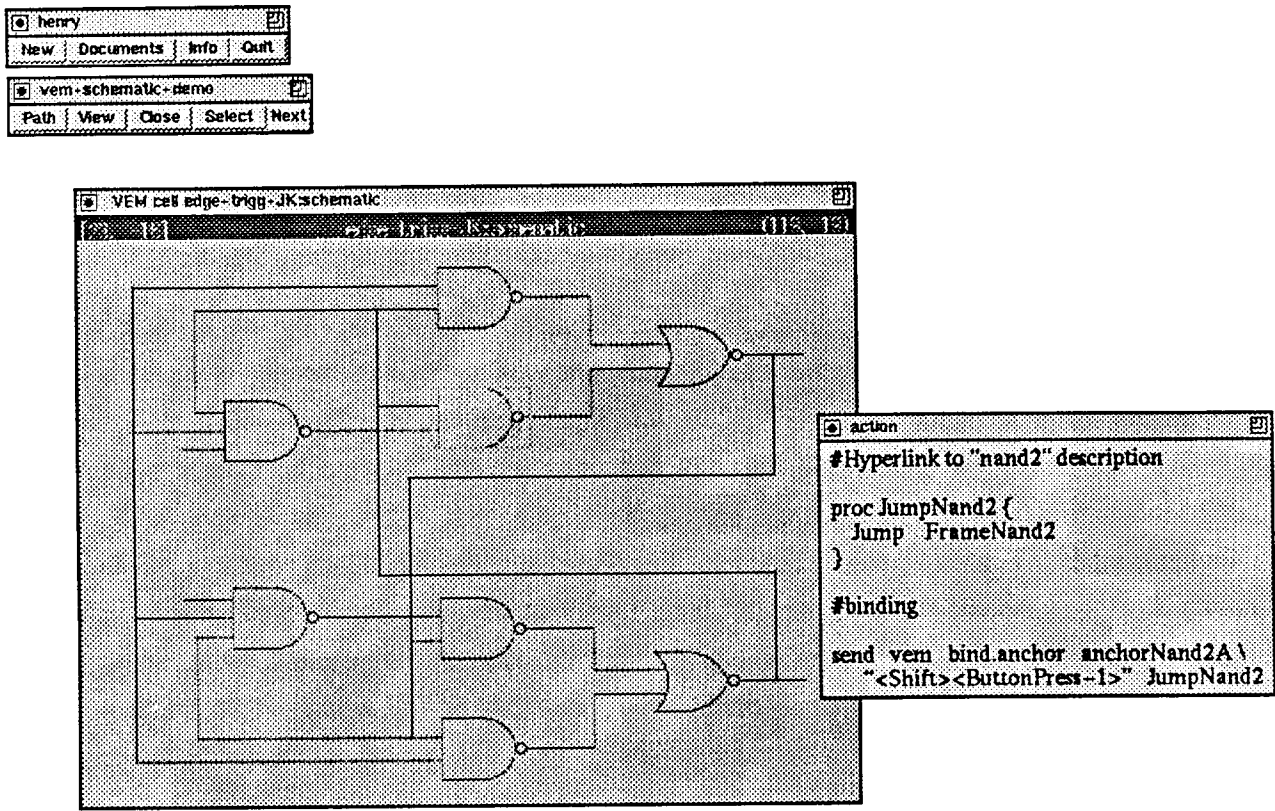 henry
New Documents Info Quit
vem-schematic-demo
Path View Close Select Next
VEM cell edge-trigg-JK:schematic
action
#Hyperlink to "nand2" description
proc JumpNand2 {
Jump FrameNand2
}
#binding
send vem bind.anchor anchorNand2A \
"<Shift><ButtonPress-1>" JumpNand2